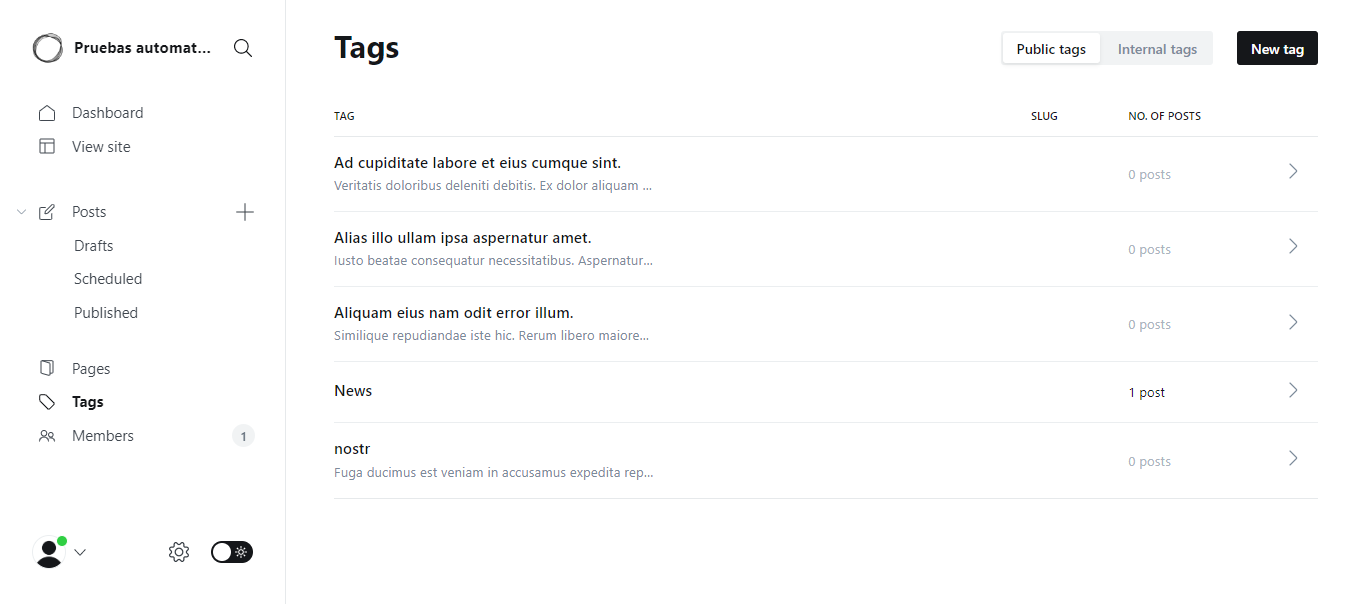 Pruebas automat...
Dashboard
View site
Posts
Drafts
Scheduled
Published
Pages
Tags
Members
1
Tags
Public tags
Internal tags
New tag
TAG
SLUG
NO. OF POSTS
Ad cupiditate labore et eius cumque sint.
Veritatis doloribus deleniti debitis. Ex dolor aliquam ...
0 posts
Alias illo ullam ipsa aspernatur amet.
Iusto beatae consequatur necessitatibus. Aspernatur...
0 posts
Aliquam eius nam odit error illum.
Similique repudiandae iste hic. Rerum libero maiore...
0 posts
News
1 post
nostr
Fuga ducimus est veniam in accusamus expedita rep...
0 posts